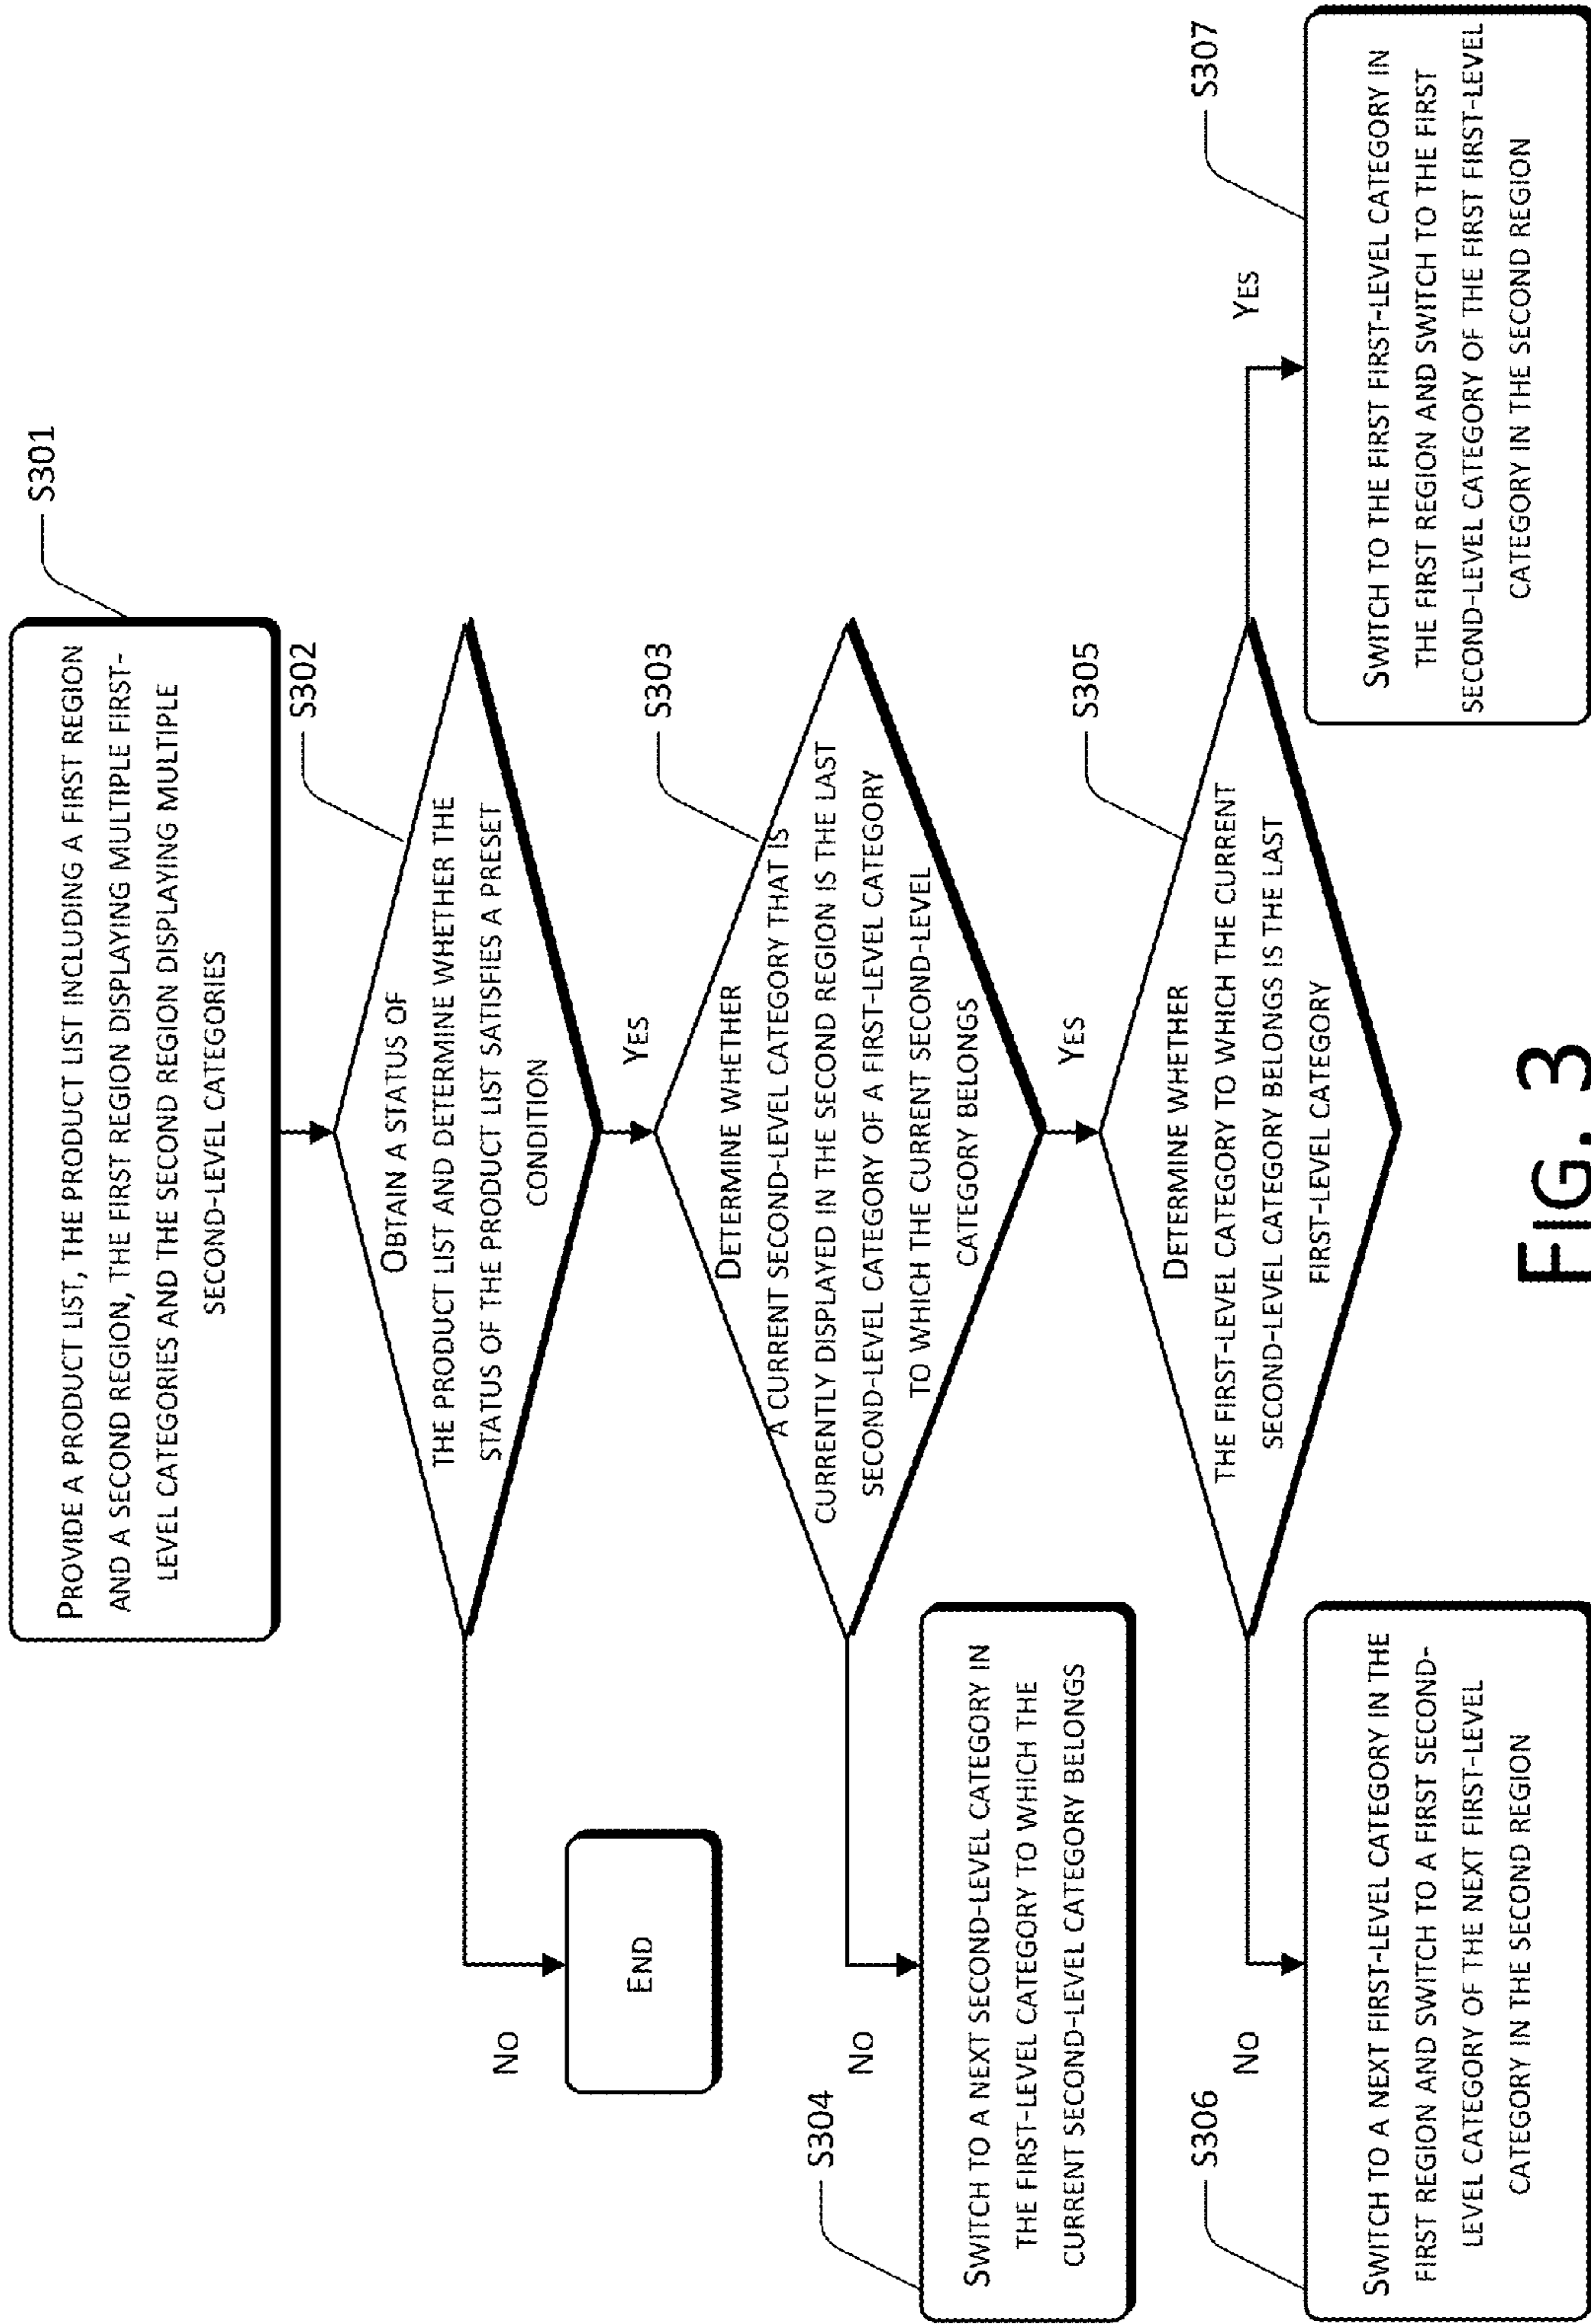 S301
PROVIDE A PRODUCT LIST, THE PRODUCT LIST INCLUDING A FIRST REGION
AND A SECOND REGION, THE FIRST REGION DISPLAYING MULTIPLE FIRST-
LEVEL CATEGORIES AND THE SECOND REGION DISPLAYING MULTIPLE
SECOND-LEVEL CATEGORIES
S302
OBTAIN A STATUS OF
THE PRODUCT LIST AND DETERMINE WHETHER THE
STATUS OF THE PRODUCT LIST SATISFIES A PRESET
CONDITION
NO
END
YES
S303
DETERMINE WHETHER
A CURRENT SECOND-LEVEL CATEGORY THAT IS
CURRENTLY DISPLAYED IN THE SECOND REGION IS THE LAST
SECOND-LEVEL CATEGORY OF A FIRST-LEVEL CATEGORY
TO WHICH THE CURRENT SECOND-LEVEL
CATEGORY BELONGS
S304
NO
SWITCH TO A NEXT SECOND-LEVEL CATEGORY IN
THE FIRST-LEVEL CATEGORY TO WHICH THE
CURRENT SECOND-LEVEL CATEGORY BELONGS
YES
S305
DETERMINE WHETHER
THE FIRST-LEVEL CATEGORY TO WHICH THE CURRENT
SECOND-LEVEL CATEGORY BELONGS IS THE LAST
FIRST-LEVEL CATEGORY
S306
NO
SWITCH TO A NEXT FIRST-LEVEL CATEGORY IN THE
FIRST REGION AND SWITCH TO A FIRST SECOND-
LEVEL CATEGORY OF THE NEXT FIRST-LEVEL
CATEGORY IN THE SECOND REGION
YES
S307
SWITCH TO THE FIRST FIRST-LEVEL CATEGORY IN
THE FIRST REGION AND SWITCH TO THE FIRST
SECOND-LEVEL CATEGORY OF THE FIRST FIRST-LEVEL
CATEGORY IN THE SECOND REGION
FIG. 3